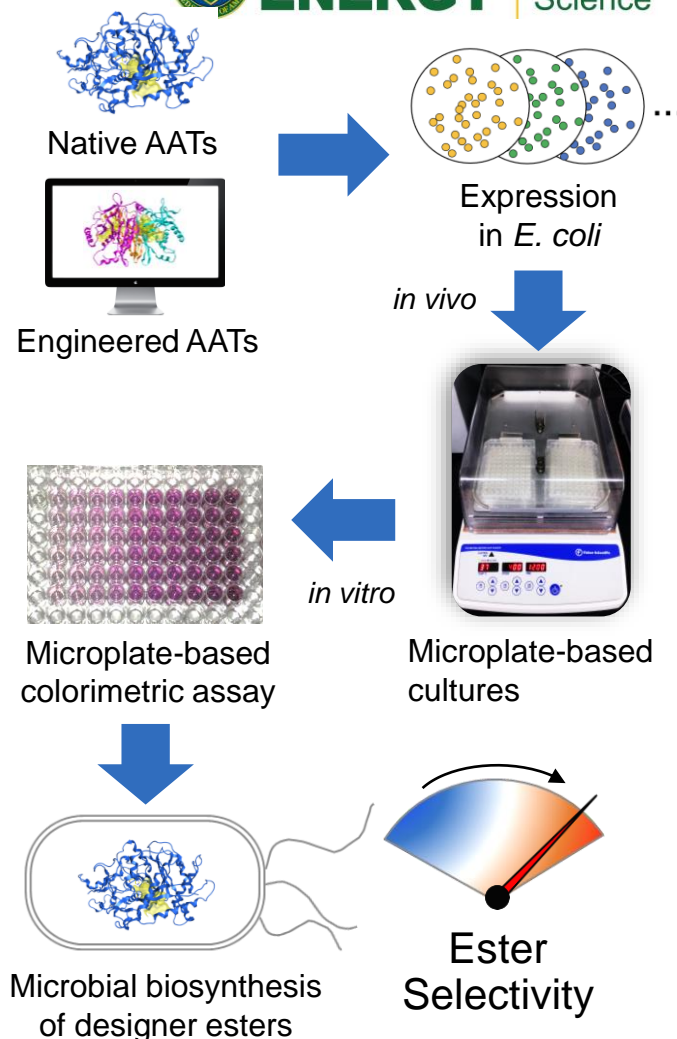 ENERGY
Science
Native AATs
Engineered AATs
...
Expression
in E. coli
in vivo
in vitro
Microplate-based
colorimetric assay
Microplate-based
cultures
Microbial biosynthesis
of designer esters
Ester
Selectivity